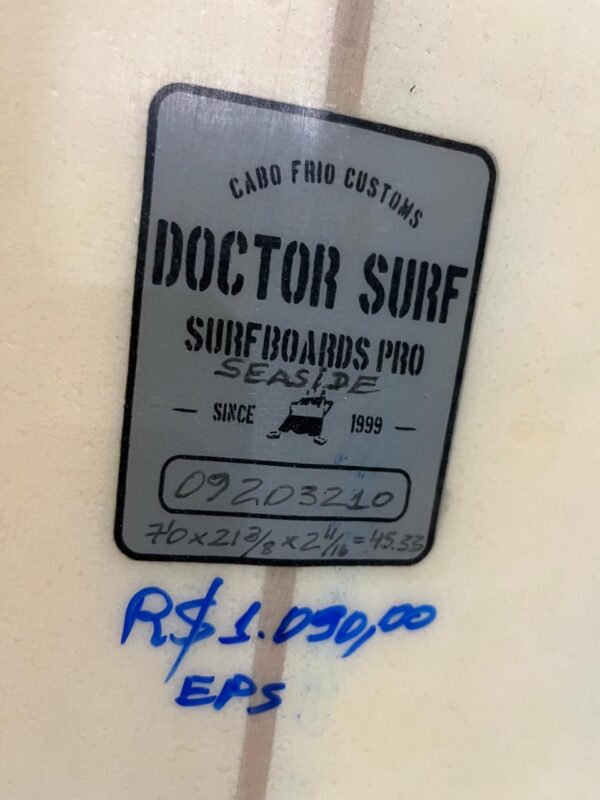 CABO FRIO CUSTOMS
DOCTOR SURF
SURFBOARDS PRO
SEASIDE
SINCE 1999
09203210
7'0 x 21 3/8 x 2 11/16 = 45.33
R$ 1.090,00
EPS